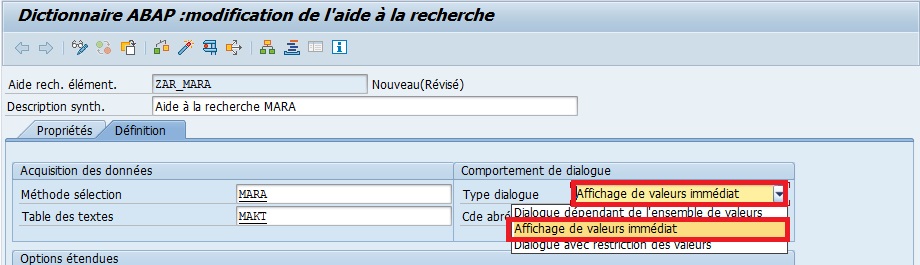 Dictionnaire ABAP :modification de l'aide à la recherche
Aide rech. élément. ZAR_MARA Nouveau(Révisé)
Description synth. Aide à la recherche MARA
Propriétés Définition
Acquisition des données Comportement de dialogue
Méthode sélection MARA Type dialogue Affichage de valeurs immédiat
Dialogue dépendant de l'ensemble de valeurs
Table des textes MAKT Cde abré Affichage de valeurs immédiat
Dialogue avec restriction des valeurs
Options étendues